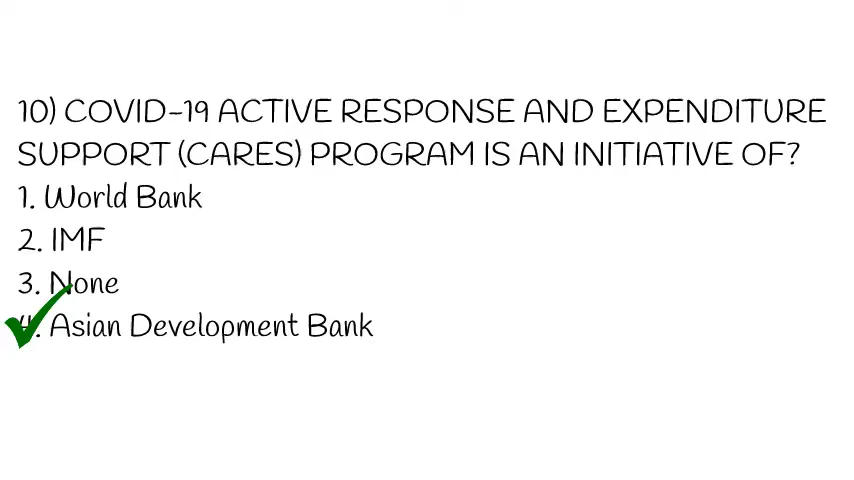 10) COVID-19 ACTIVE RESPONSE AND EXPENDITURE
SUPPORT (CARES) PROGRAM IS AN INITIATIVE OF?
1. World Bank
2. IMF
3. None
4. Asian Development Bank